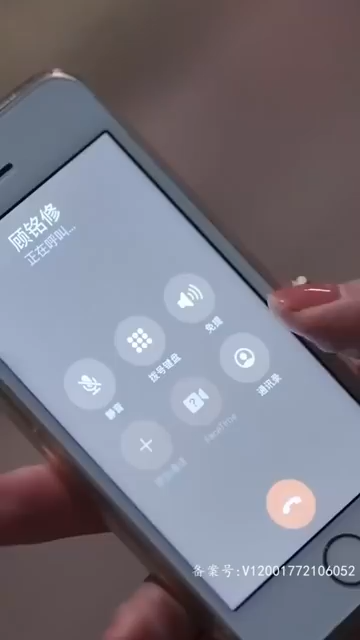 顾铭修
正在呼叫...
静音
拨号键盘
免提
添加通话
FaceTime
通讯录
备案号:V12001772106052